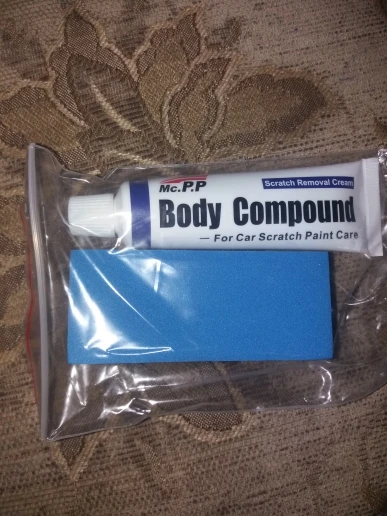 Mc.P.P
Scratch Removal Cream
Body Compound
— For Car Scratch Paint Care